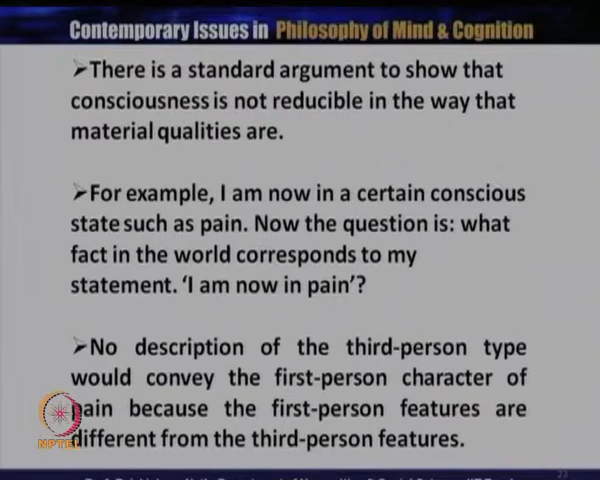 Contemporary Issues in Philosophy of Mind & Cognition
➤There is a standard argument to show that
consciousness is not reducible in the way that
material qualities are.
➤For example, I am now in a certain conscious
state such as pain. Now the question is: what
fact in the world corresponds to my
statement. ‘I am now in pain’?
➤No description of the third-person type
would convey the first-person character of
pain because the first-person features are
different from the third-person features.
NPTEL
23